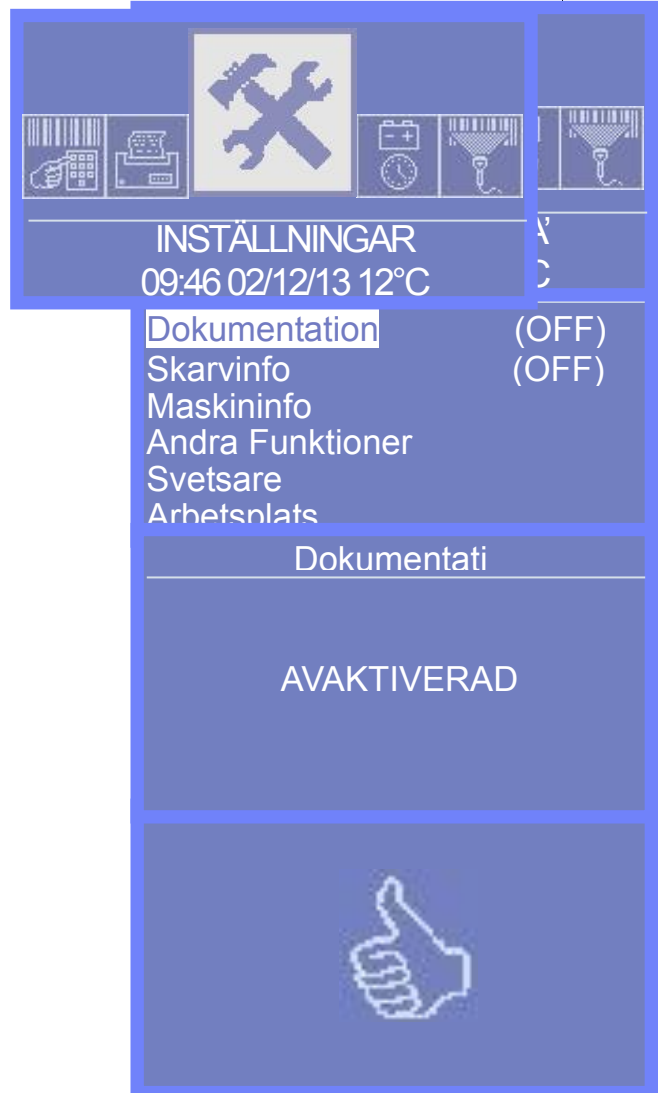 INSTÄLLNINGAR
09:46 02/12/13 12°C
Dokumentation (OFF)
Skarvinfo (OFF)
Maskininfo
Andra Funktioner
Svetsare
Arbetsplats
Dokumentati
AVAKTIVERAD